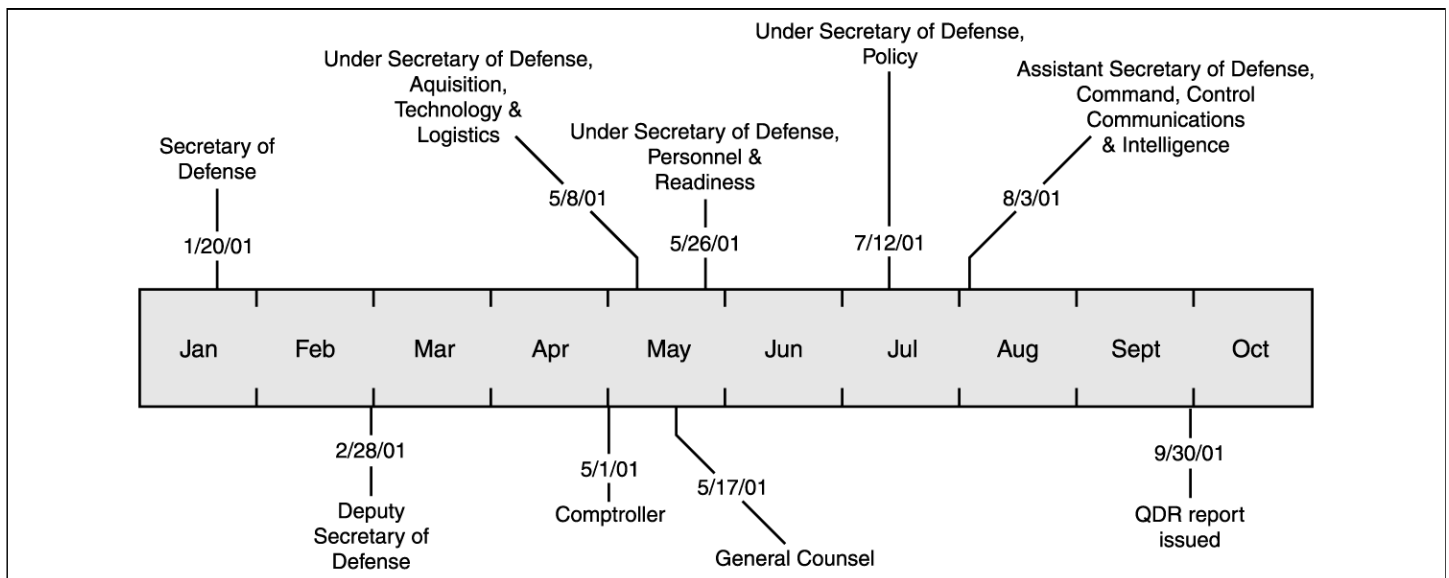 Under Secretary of Defense,
Aquisition,
Technology &
Logistics
Under Secretary of Defense,
Policy
Assistant Secretary of Defense,
Command, Control
Communications
& Intelligence
Secretary of
Defense
Under Secretary of Defense,
Personnel &
Readiness
1/20/01
5/8/01
5/26/01
7/12/01
8/3/01
Jan
Feb
Mar
Apr
May
Jun
Jul
Aug
Sept
Oct
2/28/01
Deputy
Secretary of
Defense
5/1/01
Comptroller
5/17/01
General Counsel
9/30/01
QDR report
issued